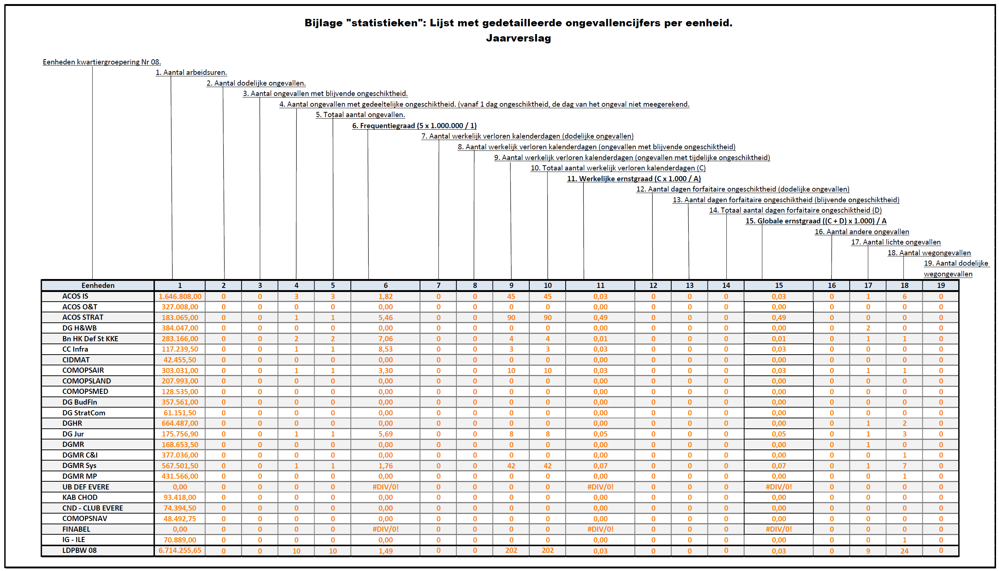 Bijlage "statistieken": Lijst met gedetailleerde ongevallencijfers per eenheid.
Jaarverslag
Eenheden kwartiergroepering Nr 08.
1. Aantal arbeidsuren.
2. Aantal dodelijke ongevallen.
3. Aantal ongevallen met blijvende ongeschiktheid.
4. Aantal ongevallen met gedeeltelijke ongeschiktheid. (vanaf 1 dag ongeschiktheid, de dag van het ongeval niet meegerekend.
5. Totaal aantal ongevallen.
6. Frequentiegraad (5 x 1.000.000 / 1)
7. Aantal werkelijk verloren kalenderdagen (dodelijke ongevallen)
8. Aantal werkelijk verloren kalenderdagen (ongevallen met blijvende ongeschiktheid)
9. Aantal werkelijk verloren kalenderdagen (ongevallen met tijdelijke ongeschiktheid)
10. Totaal aantal werkelijk verloren kalenderdagen (C)
11. Werkelijke ernstgraad (C x 1.000 / A)
12. Aantal dagen forfaitaire ongeschiktheid (dodelijke ongevallen)
13. Aantal dagen forfaitaire ongeschiktheid (blijvende ongeschiktheid)
14. Totaal aantal dagen forfaitaire ongeschiktheid (D)
15. Globale ernstgraad ((C + D) x 1.000) / A
16. Aantal andere ongevallen
17. Aantal lichte ongevallen
18. Aantal wegongevallen
19. Aantal dodelijke
wegongevallen
Eenheden 1 2 3 4 5 6 7 8 9 10 11 12 13 14 15 16 17 18 19
ACOS IS 1.646.808,00 0 0 3 3 1,82 0 0 45 45 0,03 0 0 0 0,03 0 1 6 0
ACOS O&T 327.008,00 0 0 0 0 0,00 0 0 0 0 0,00 0 0 0 0,00 0 0 0 0
ACOS STRAT 183.065,00 0 0 1 1 5,46 0 0 90 90 0,49 0 0 0 0,49 0 0 0 0
DG H&WB 384.047,00 0 0 0 0 0,00 0 0 0 0 0,00 0 0 0 0,00 0 2 0 0
Bn HK Def St KKE 283.166,00 0 0 2 2 7,06 0 0 4 4 0,01 0 0 0 0,01 0 1 1 0
CC Infra 117.239,50 0 0 1 1 8,53 0 0 3 3 0,03 0 0 0 0,03 0 0 0 0
CIDMAT 42.455,50 0 0 0 0 0,00 0 0 0 0 0,00 0 0 0 0,00 0 0 0 0
COMOPSAIR 303.031,00 0 0 1 1 3,30 0 0 10 10 0,03 0 0 0 0,03 0 1 1 0
COMOPSLAND 207.993,00 0 0 0 0 0,00 0 0 0 0 0,00 0 0 0 0,00 0 0 0 0
COMOPSMED 128.535,00 0 0 0 0 0,00 0 0 0 0 0,00 0 0 0 0,00 0 0 0 0
DG BudFin 357.561,00 0 0 0 0 0,00 0 0 0 0 0,00 0 0 0 0,00 0 0 0 0
DG StratCom 61.151,50 0 0 0 0 0,00 0 0 0 0 0,00 0 0 0 0,00 0 0 0 0
DGHR 664.487,00 0 0 0 0 0,00 0 0 0 0 0,00 0 0 0 0,00 0 1 2 0
DG Jur 175.756,90 0 0 1 1 5,69 0 0 8 8 0,05 0 0 0 0,05 0 1 3 0
DGMR 168.653,50 0 0 0 0 0,00 0 0 0 0 0,00 0 0 0 0,00 0 1 0 0
DGMR C&I 377.036,00 0 0 0 0 0,00 0 0 0 0 0,00 0 0 0 0,00 0 0 1 0
DGMR Sys 567.501,50 0 0 1 1 1,76 0 0 42 42 0,07 0 0 0 0,07 0 1 7 0
DGMR MP 431.566,00 0 0 0 0 0,00 0 0 0 0 0,00 0 0 0 0,00 0 0 1 0
UB DEF EVERE 0,00 0 0 0 0 #DIV/0! 0 0 0 0 #DIV/0! 0 0 0 #DIV/0! 0 0 0 0
KAB CHOD 93.418,00 0 0 0 0 0,00 0 0 0 0 0,00 0 0 0 0,00 0 0 0 0
CND - CLUB EVERE 74.394,50 0 0 0 0 0,00 0 0 0 0 0,00 0 0 0 0,00 0 0 0 0
COMOPSNAV 48.492,75 0 0 0 0 0,00 0 0 0 0 0,00 0 0 0 0,00 0 0 0 0
FINABEL 0,00 0 0 0 0 #DIV/0! 0 0 0 0 #DIV/0! 0 0 0 #DIV/0! 0 0 0 0
IG - ILE 70.889,00 0 0 0 0 0,00 0 0 0 0 0,00 0 0 0 0,00 0 0 1 0
LDPBW 08 6.714.255,65 0 0 10 10 1,49 0 0 202 202 0,03 0 0 0 0,03 0 9 24 0